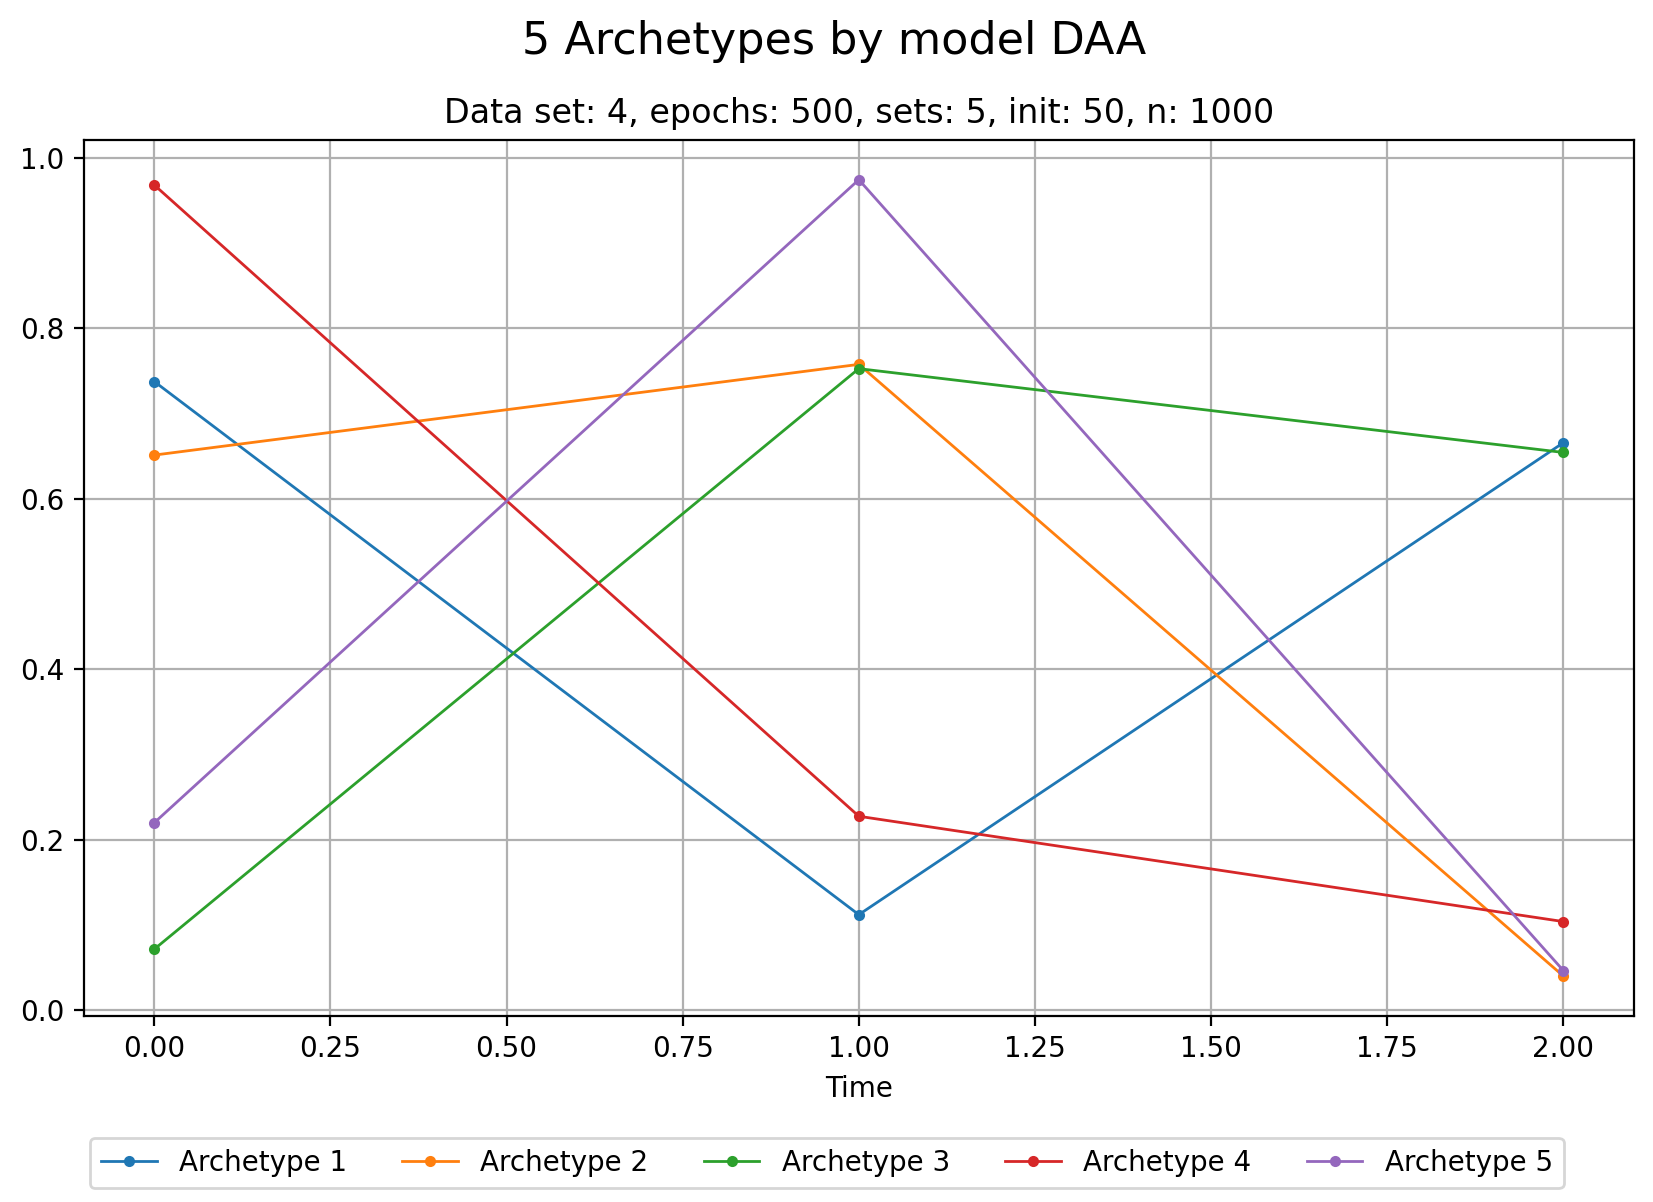 5 Archetypes by model DAA
Data set: 4, epochs: 500, sets: 5, init: 50, n: 1000
1.0
0.8
0.6
0.4
0.2
0.0
0.00 0.25 0.50 0.75 1.00 1.25 1.50 1.75 2.00
Time
Archetype 1 Archetype 2 Archetype 3 Archetype 4 Archetype 5